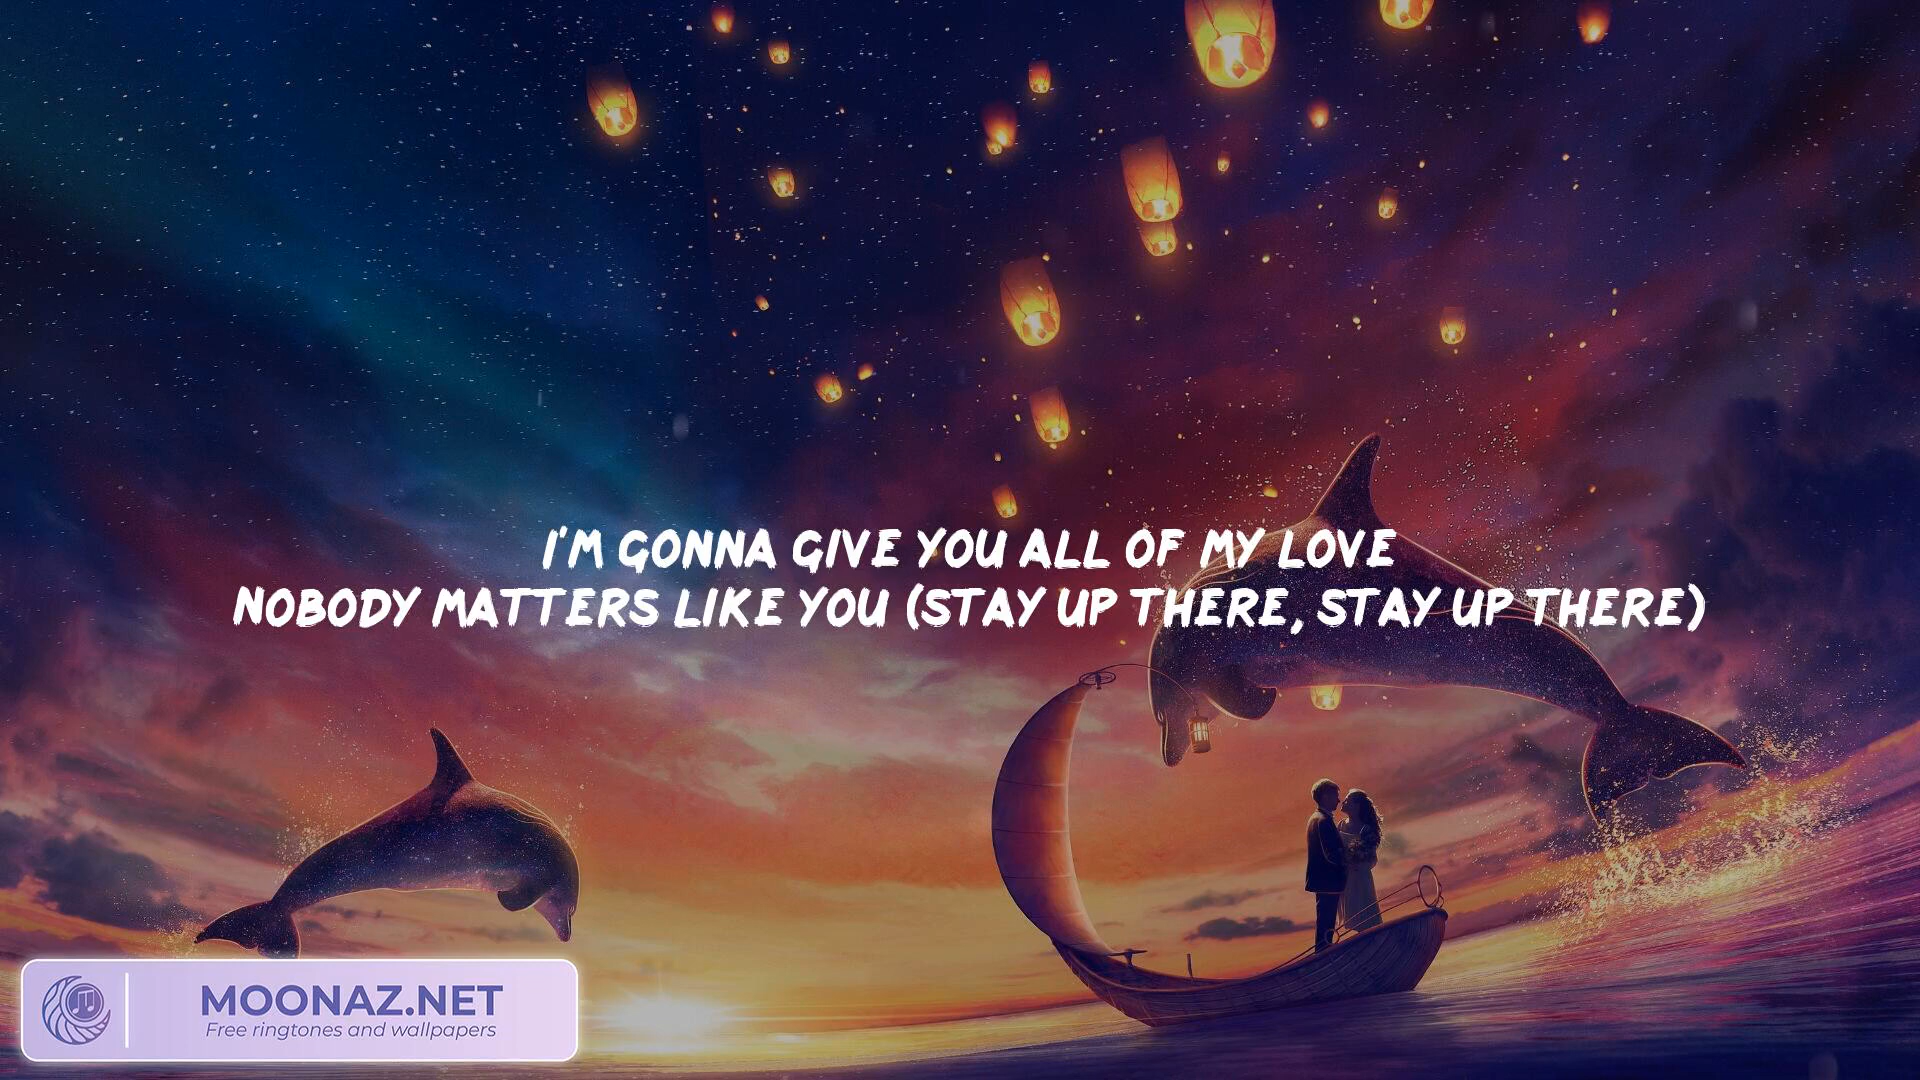 I'M GONNA GIVE YOU ALL OF MY LOVE
NOBODY MATTERS LIKE YOU (STAY UP THERE, STAY UP THERE)
MOONAZ.NET
Free ringtones and wallpapers